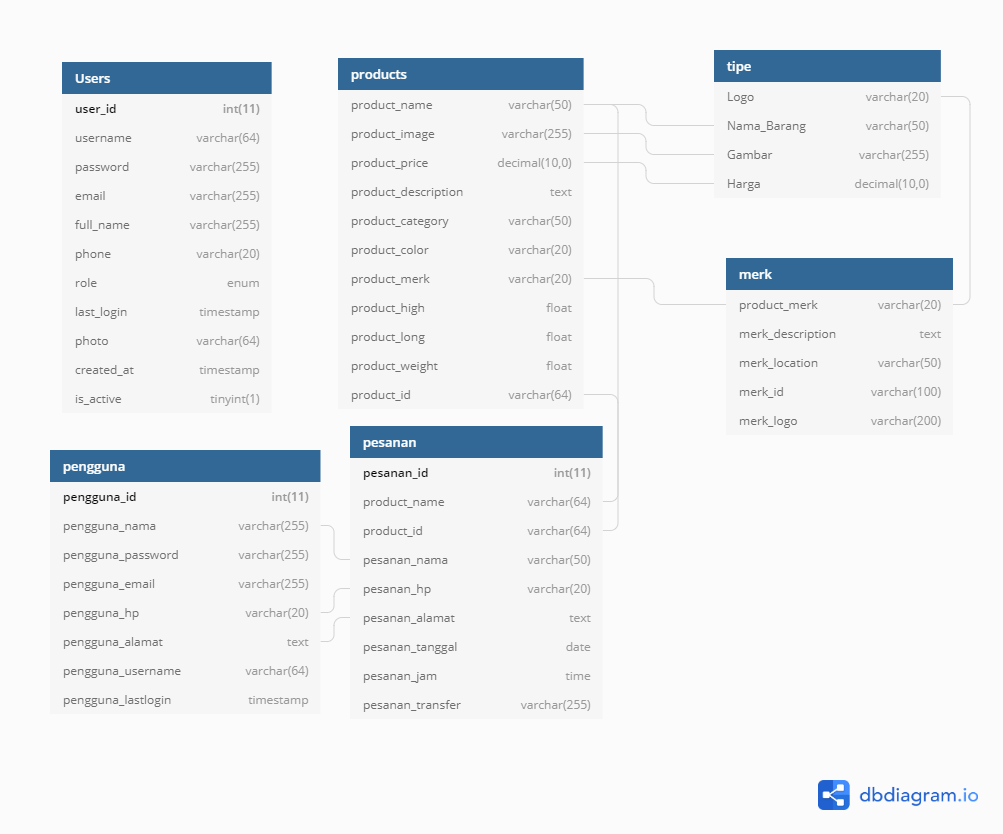 Users
user_id int(11)
username varchar(64)
password varchar(255)
email varchar(255)
full_name varchar(255)
phone varchar(20)
role enum
last_login timestamp
photo varchar(64)
created_at timestamp
is_active tinyint(1)
products
product_name varchar(50)
product_image varchar(255)
product_price decimal(10,0)
product_description text
product_category varchar(50)
product_color varchar(20)
product_merk varchar(20)
product_high float
product_long float
product_weight float
product_id varchar(64)
tipe
Logo varchar(20)
Nama_Barang varchar(50)
Gambar varchar(255)
Harga decimal(10,0)
merk
product_merk varchar(20)
merk_description text
merk_location varchar(50)
merk_id varchar(100)
merk_logo varchar(200)
pengguna
pengguna_id int(11)
pengguna_nama varchar(255)
pengguna_password varchar(255)
pengguna_email varchar(255)
pengguna_hp varchar(20)
pengguna_alamat text
pengguna_username varchar(64)
pengguna_lastlogin timestamp
pesanan
pesanan_id int(11)
product_name varchar(64)
product_id varchar(64)
pesanan_nama varchar(50)
pesanan_hp varchar(20)
pesanan_alamat text
pesanan_tanggal date
pesanan_jam time
pesanan_transfer varchar(255)
dbdiagram.io